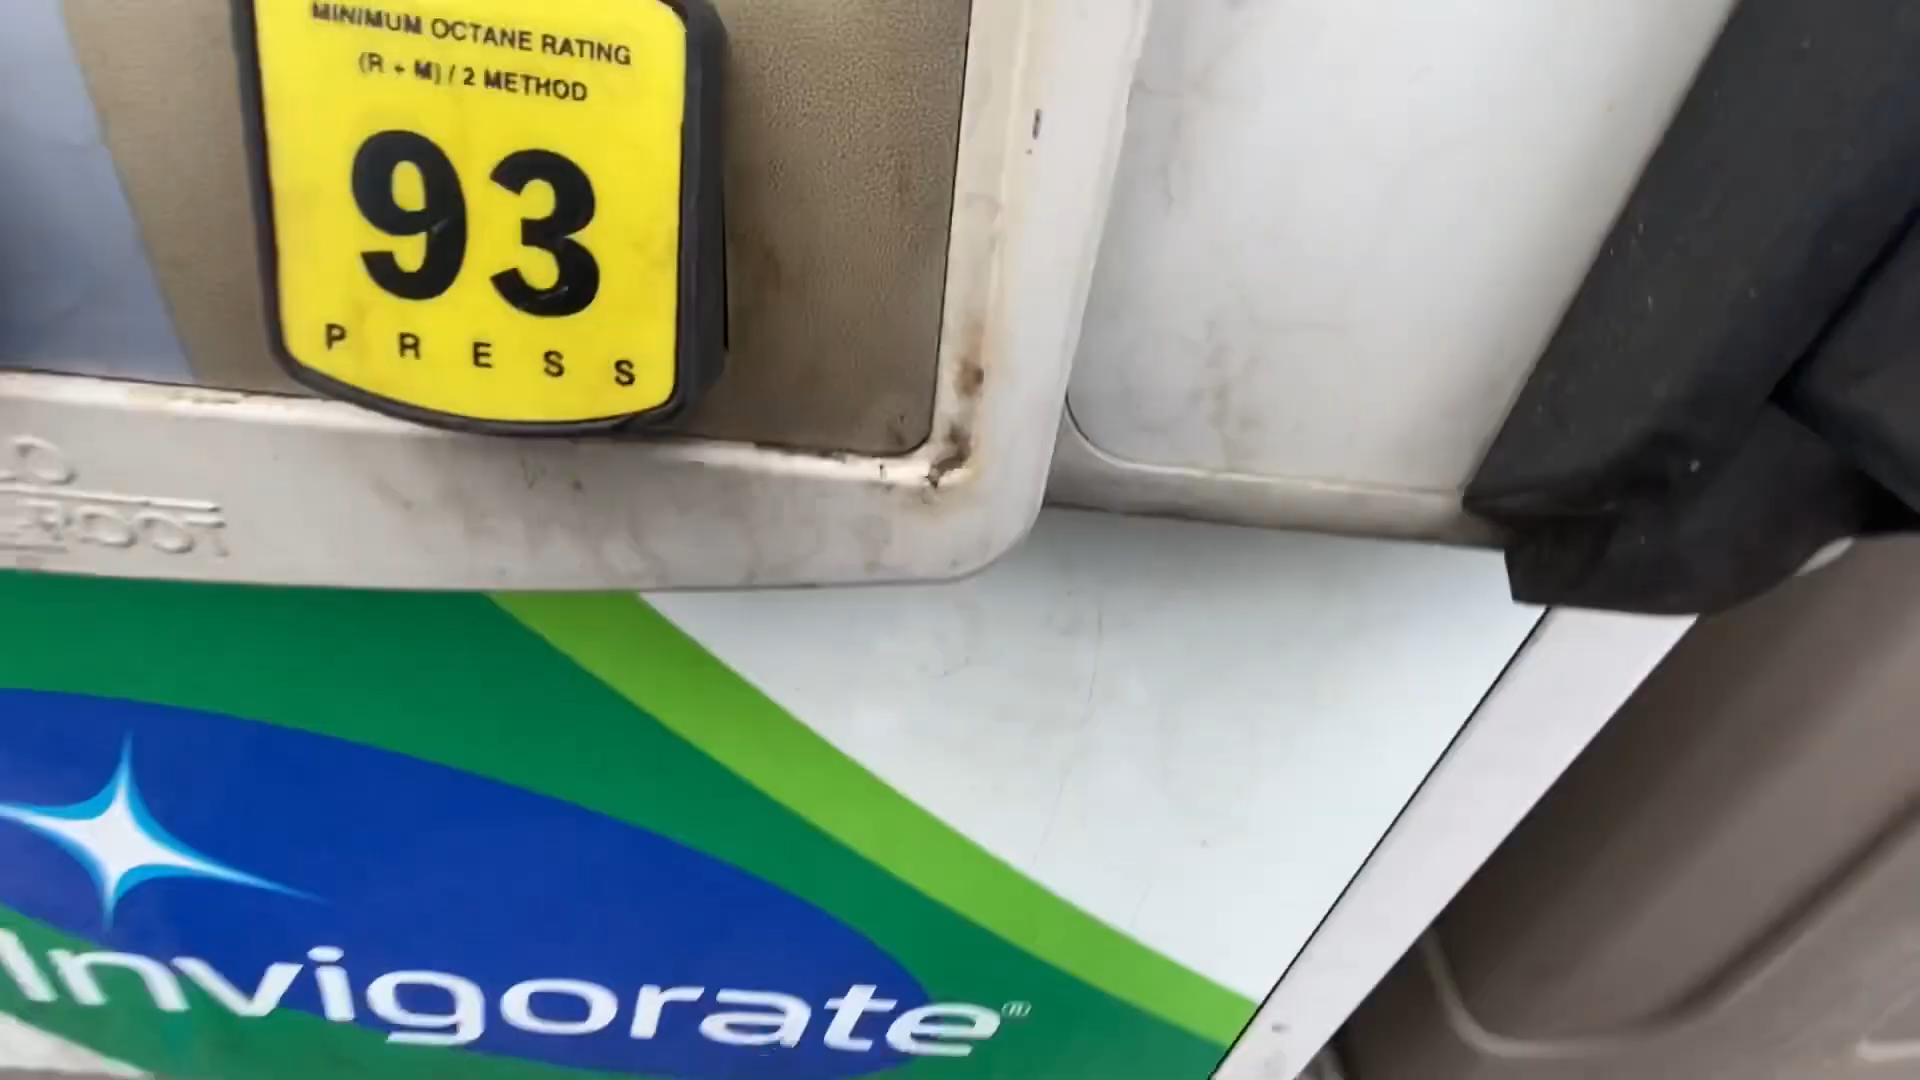 MINIMUM OCTANE RATING
(R + M) / 2 METHOD
93
PRESS
Invigorate®